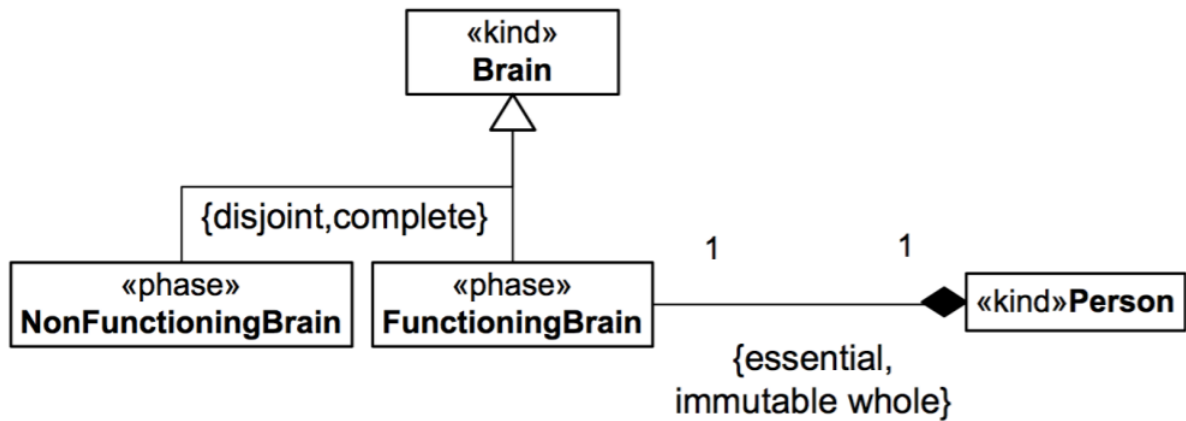 «kind»
Brain
{disjoint,complete}
«phase»
NonFunctioningBrain
«phase»
FunctioningBrain
1
1
«kind»Person
{essential,
immutable whole}